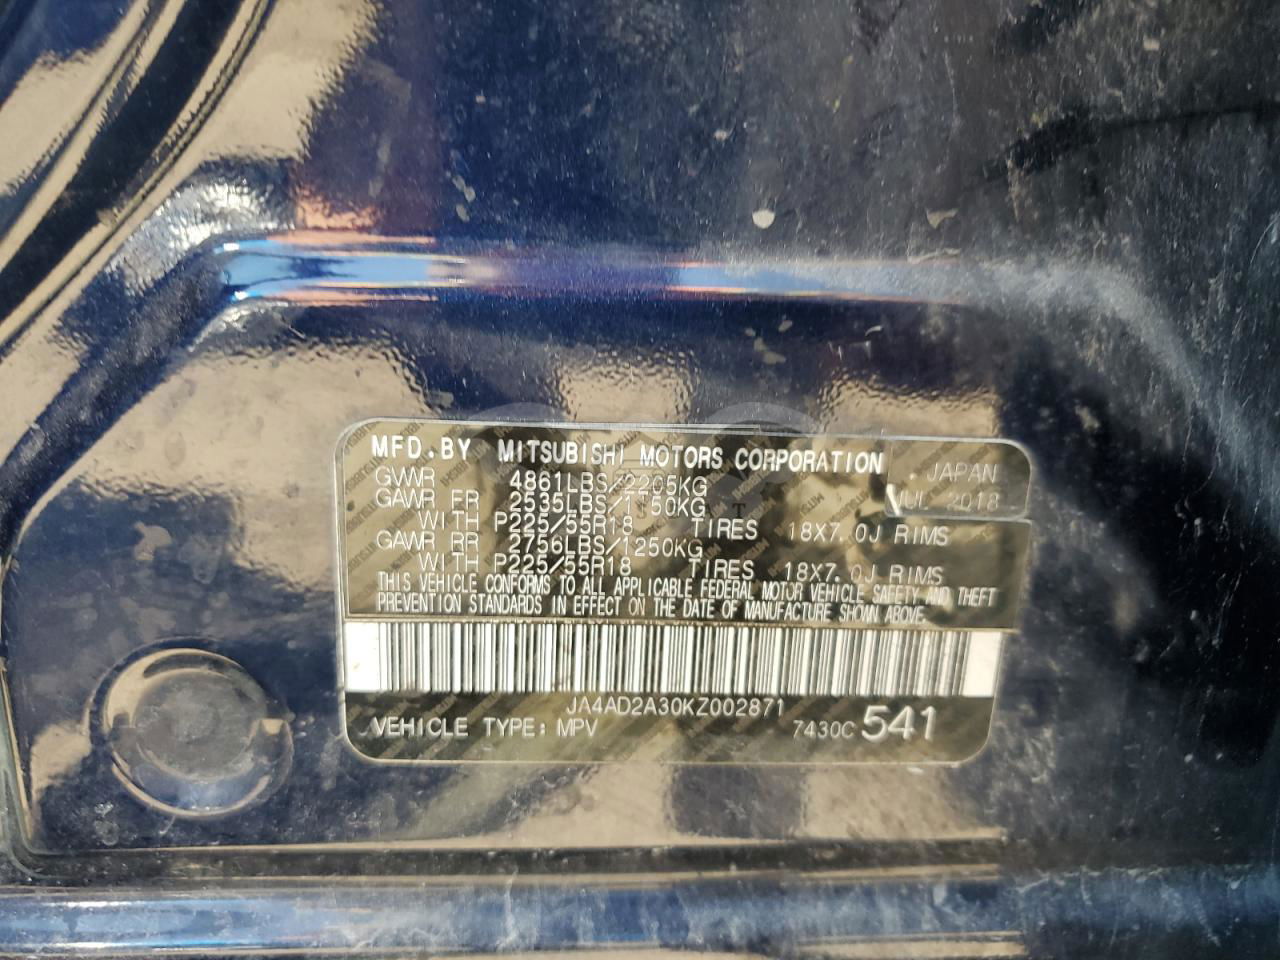 MFD.BY MITSUBISHI MOTORS CORPORATION
JAPAN
JUL 2018
GVWR 4861LBS/2205KG
GAWR FR 2535LBS/1150KG
WITH P225/55R18 TIRES 18X7.0J RIMS
GAWR RR 2756LBS/1250KG
WITH P225/55R18 TIRES 18X7.0J RIMS
THIS VEHICLE CONFORMS TO ALL APPLICABLE FEDERAL MOTOR VEHICLE SAFETY AND THEFT
PREVENTION STANDARDS IN EFFECT ON THE DATE OF MANUFACTURE SHOWN ABOVE.
JA4AD2A30KZ002871
VEHICLE TYPE: MPV 7430C 541